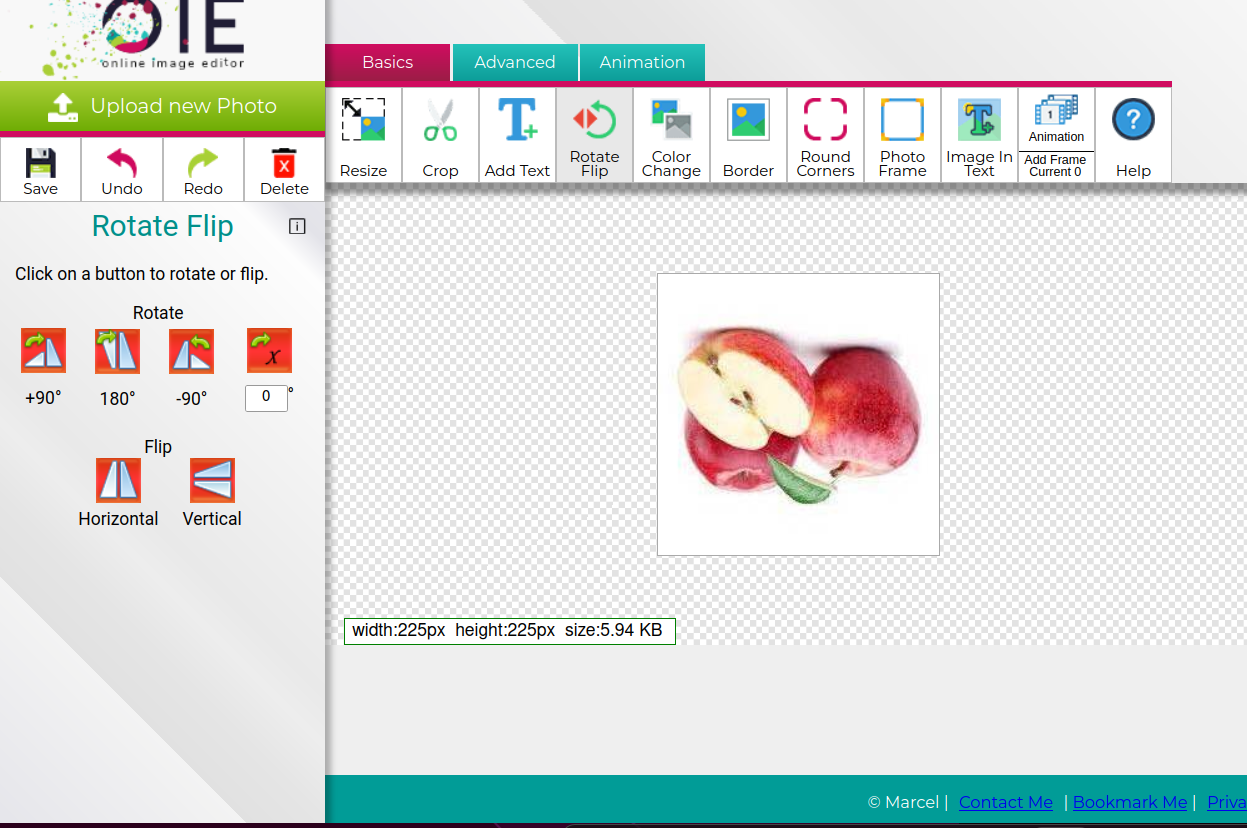 OIE
online image editor
Basics
Advanced
Animation
Upload new Photo
Save
Undo
Redo
Delete
Resize
Crop
Add Text
Rotate
Flip
Color
Change
Border
Round
Corners
Photo
Frame
T
Image In
Text
1
Animation
Add Frame
Current 0
?
Help
Rotate Flip
i
Click on a button to rotate or flip.
Rotate
x
+90°
180°
-90°
0 °
Flip
Horizontal
Vertical
width:225px height:225px size:5.94 KB
© Marcel | Contact Me | Bookmark Me | Priva